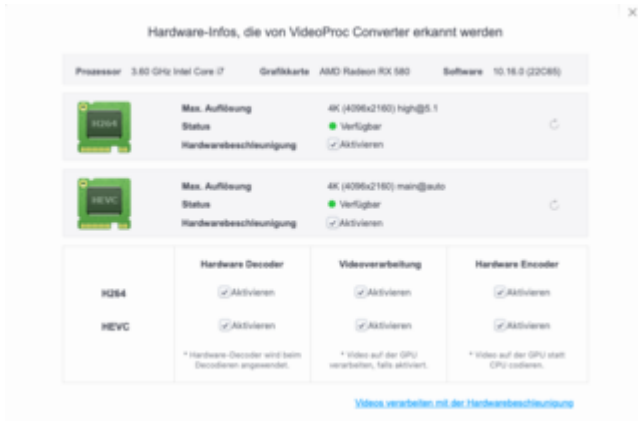 Hardware-Infos, die von VideoProc Converter erkannt werden
Prozessor 3.60 GHz Intel Core i7 Grafikkarte AMD Radeon RX 580 Software 10.16.0 (22C65)
H264
Max. Auflösung 4K (4096x2160) high@5.1
Status Verfügbar
Hardwarebeschleunigung Aktivieren
HEVC
Max. Auflösung 4K (4096x2160) main@auto
Status Verfügbar
Hardwarebeschleunigung Aktivieren
Hardware Decoder Videoverarbeitung Hardware Encoder
H264 Aktivieren Aktivieren Aktivieren
HEVC Aktivieren Aktivieren Aktivieren
* Hardware-Decoder wird beim * Video auf der GPU * Video auf der GPU statt
Decodieren angewendet. verarbeiten, falls aktiviert. CPU codieren.
Videos verarbeiten mit der Hardwarebeschleunigung